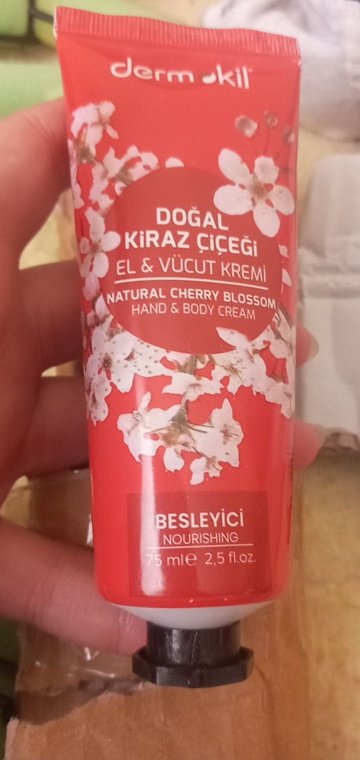 dermokil
DOĞAL
KİRAZ ÇİÇEĞİ
EL & VÜCUT KREMİ
NATURAL CHERRY BLOSSOM
HAND & BODY CREAM
BESLEYİCİ
NOURISHING
75 ml e 2,5 fl.oz.